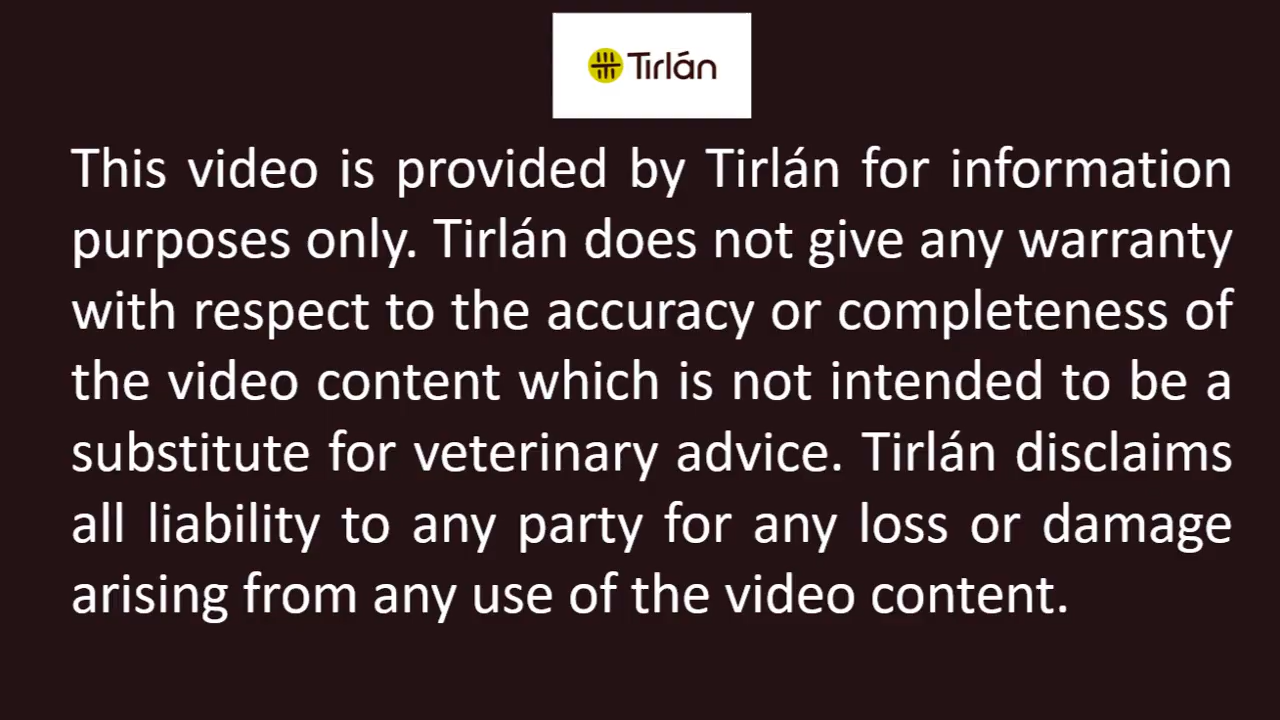 Tirlán
This video is provided by Tirlán for information
purposes only. Tirlán does not give any warranty
with respect to the accuracy or completeness of
the video content which is not intended to be a
substitute for veterinary advice. Tirlán disclaims
all liability to any party for any loss or damage
arising from any use of the video content.